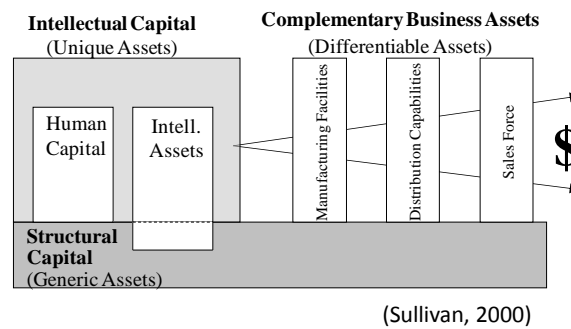 Intellectual Capital
(Unique Assets)
Complementary Business Assets
(Differentiable Assets)
Human
Capital
Intell.
Assets
Manufacturing Facilities
Distribution Capabilities
Sales Force
$
Structural
Capital
(Generic Assets)
(Sullivan, 2000)